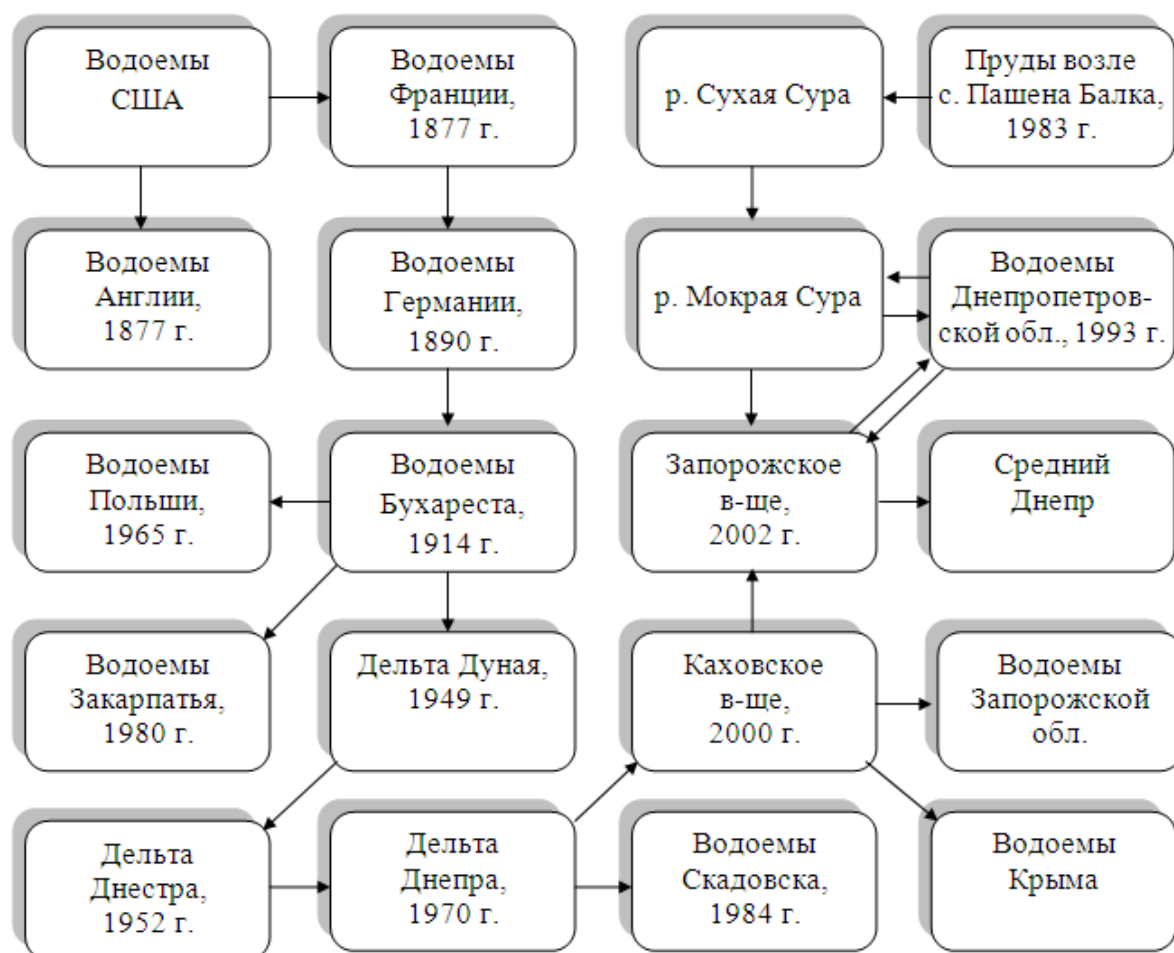 Водоемы
США
Водоемы
Франции,
1877 г.
р. Сухая Сура
Пруды возле
с. Пашена Балка,
1983 г.
Водоемы
Англии,
1877 г.
Водоемы
Германии,
1890 г.
р. Мокрая Сура
Водоемы
Днепропетров-
ской обл., 1993 г.
Водоемы
Польши,
1965 г.
Водоемы
Бухареста,
1914 г.
Запорожское
в-ще,
2002 г.
Средний
Днепр
Водоемы
Закарпатья,
1980 г.
Дельта Дуная,
1949 г.
Каховское
в-ще,
2000 г.
Водоемы
Запорожской
обл.
Дельта
Днестра,
1952 г.
Дельта
Днепра,
1970 г.
Водоемы
Скадовска,
1984 г.
Водоемы
Крыма